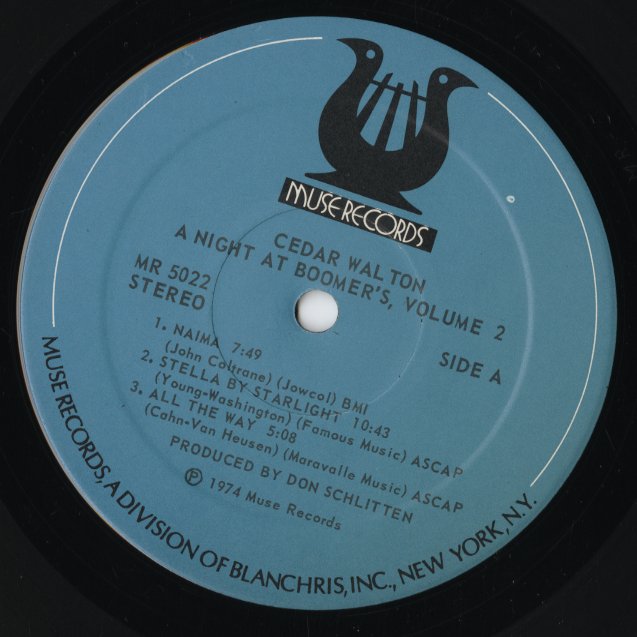 MUSE RECORDS
CEDAR WALTON
A NIGHT AT BOOMER'S, VOLUME 2
MR 5022
STEREO
SIDE A
1. NAIMA 7:49
(John Coltrane) (Jowcol) BMI
2. STELLA BY STARLIGHT 10:43
(Young-Washington) (Famous Music) ASCAP
3. ALL THE WAY 5:08
(Cahn-Van Heusen) (Maravalle Music) ASCAP
PRODUCED BY DON SCHLITTEN
Ⓟ 1974 Muse Records
MUSE RECORDS, A DIVISION OF BLANCHRIS, INC., NEW YORK, N.Y.